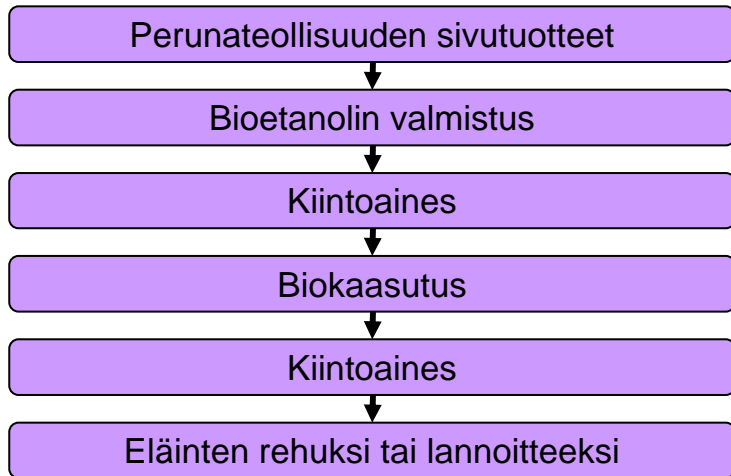 Perunateollisuuden sivutuotteet
Bioetanolin valmistus
Kiintoaines
Biokaasutus
Kiintoaines
Eläinten rehuksi tai lannoitteeksi